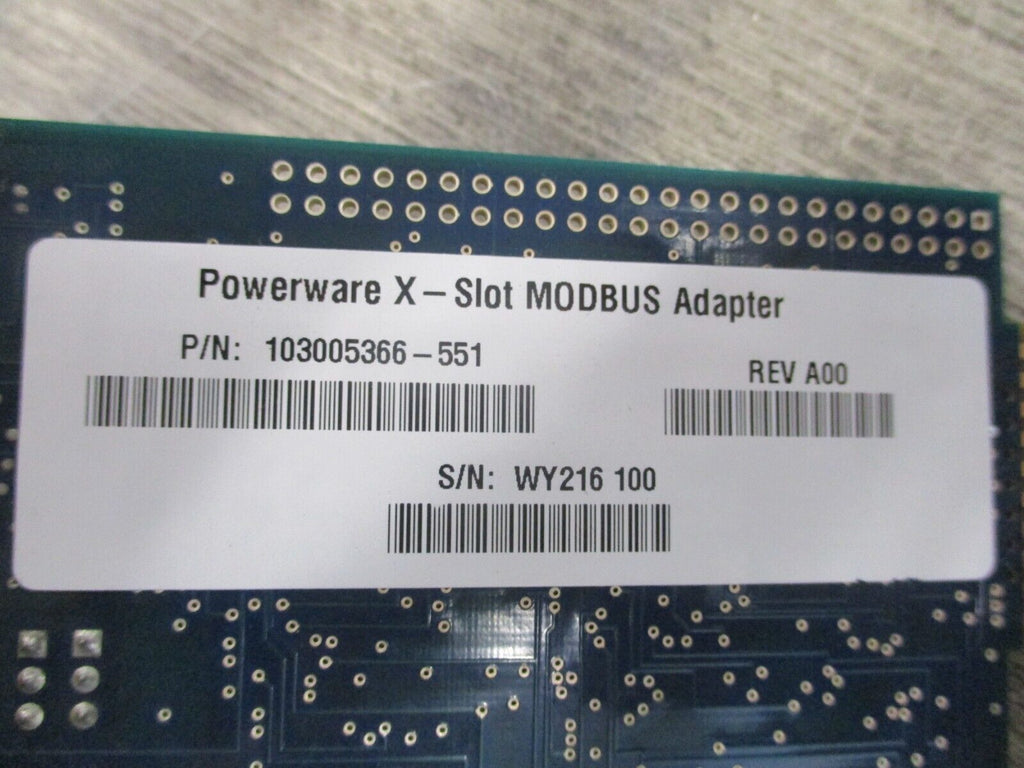 Powerware X-Slot MODBUS Adapter
P/N: 103005366-551
REV A00
S/N: WY216 100